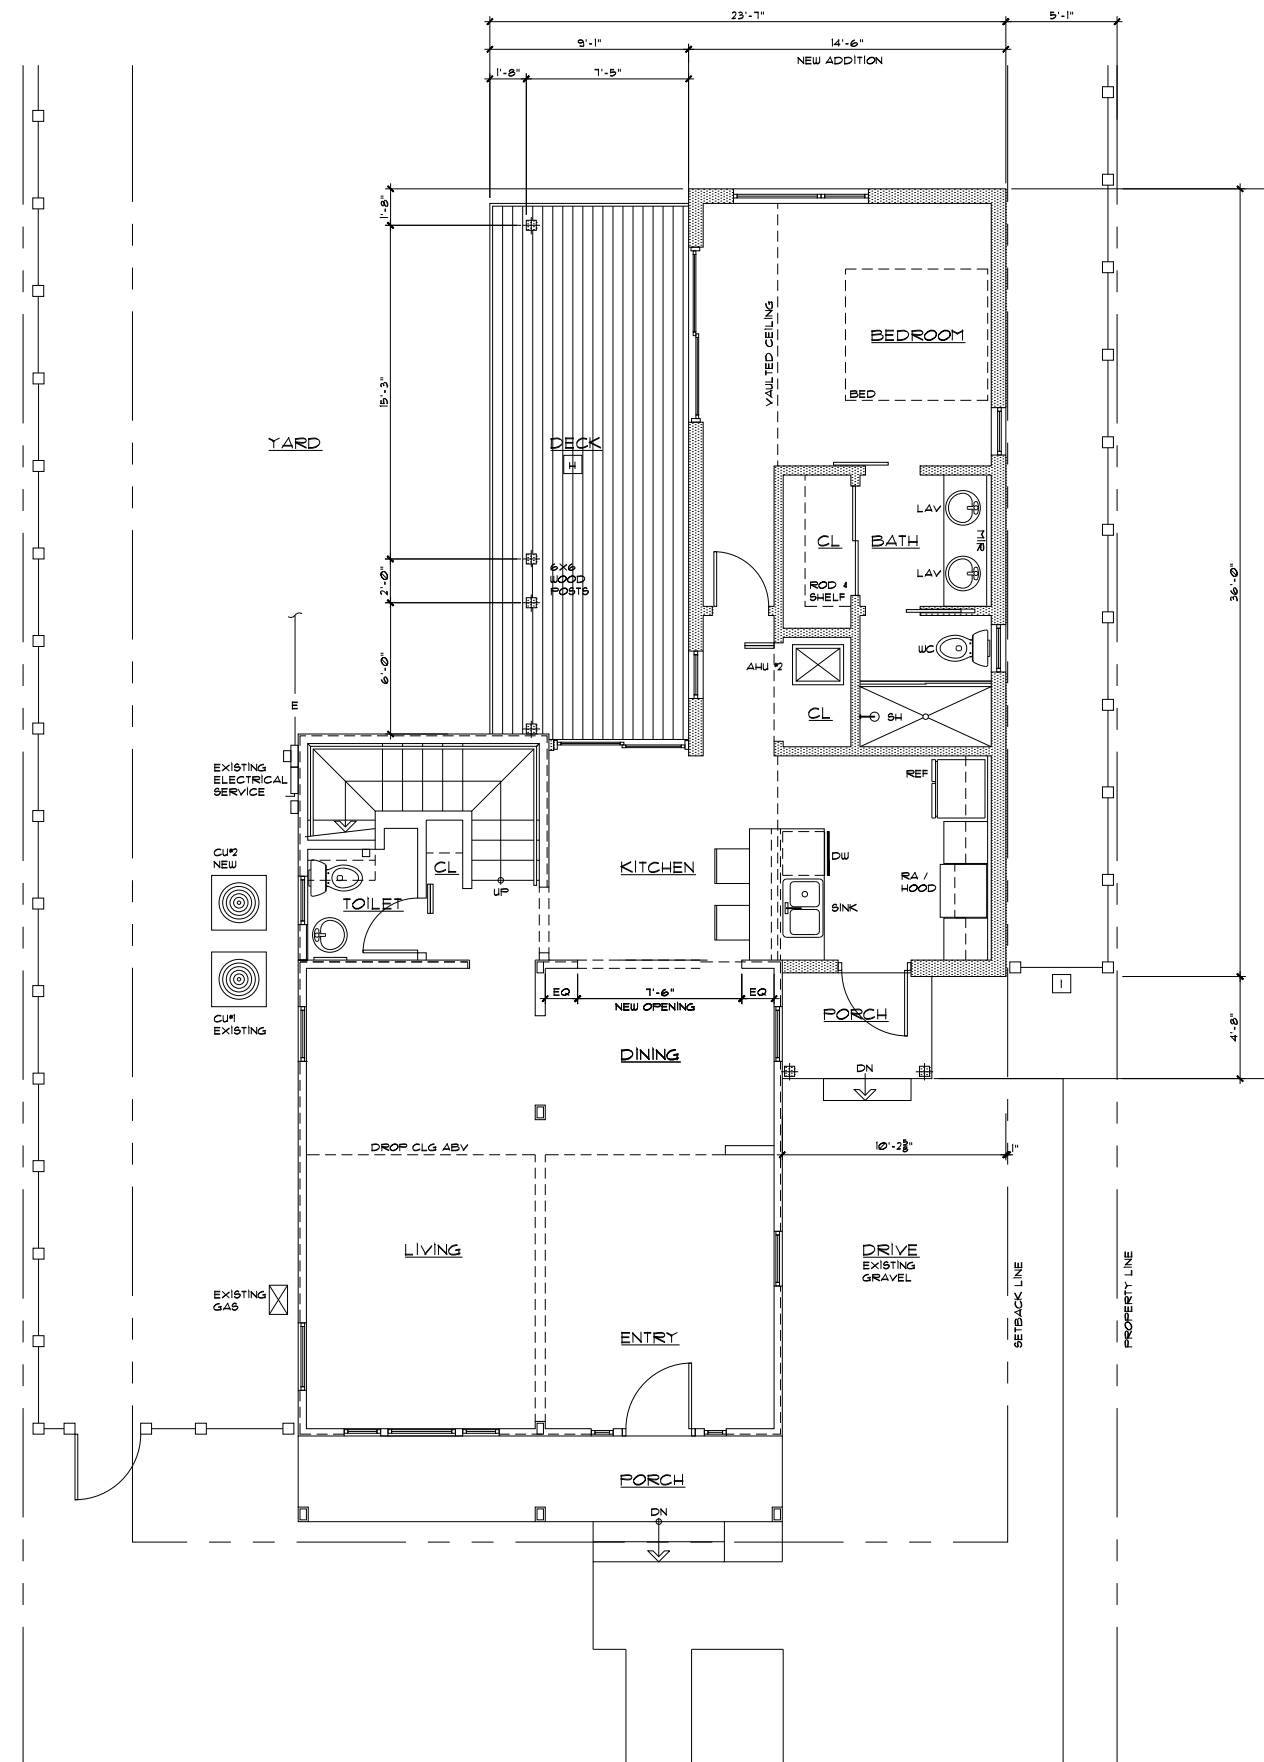 23'-7"
5'-1"
9'-1"
14'-6"
NEW ADDITION
1'-8"
7'-5"
1'-8"
15'-3"
2'-0"
6'-0"
36'-0"
4'-8"
VAULTED CEILING
BEDROOM
BED
YARD
DECK
H
6X6
WOOD
POSTS
CL
ROD &
SHELF
BATH
LAV
LAV
MIR
WC
AHU #2
CL
SH
E
EXISTING
ELECTRICAL
SERVICE
REF
CU#2
NEW
CL
UP
KITCHEN
DW
RA /
HOOD
TOILET
SINK
CU#1
EXISTING
EQ
7'-6"
EQ
NEW OPENING
I
PORCH
DINING
DN
DROP CLG ABV
10'-2 5/8"
1"
LIVING
DRIVE
EXISTING
GRAVEL
EXISTING
GAS
SETBACK LINE
PROPERTY LINE
ENTRY
PORCH
DN